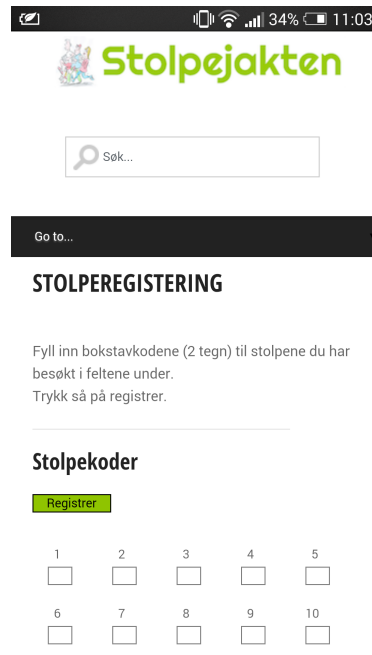 34% 11:03
Stolpejakten
Søk...
Go to...
STOLPEREGISTERING
Fyll inn bokstavkodene (2 tegn) til stolpene du har
besøkt i feltene under.
Trykk så på registrer.
Stolpekoder
Registrer
1 2 3 4 5
6 7 8 9 10